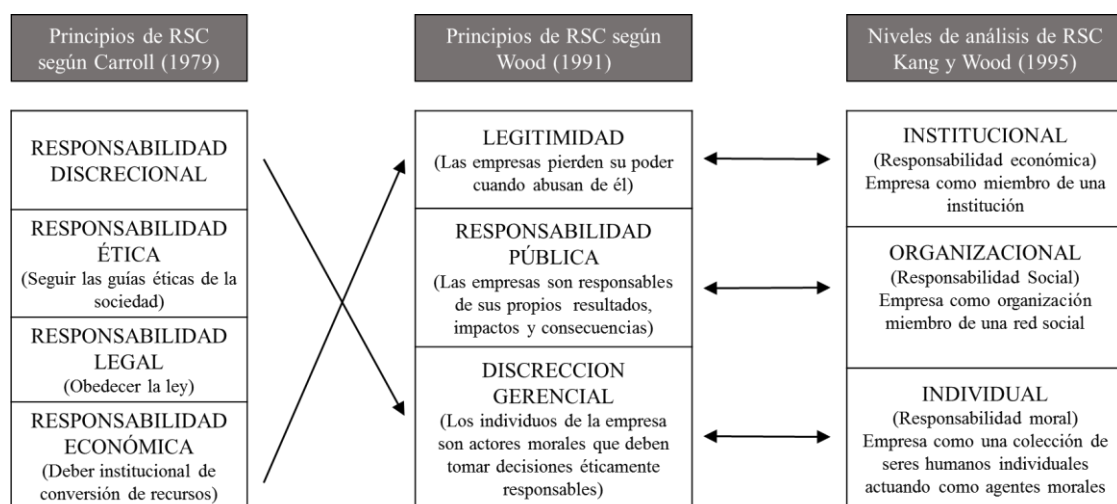 Principios de RSC
según Carroll (1979)
RESPONSABILIDAD
DISCRECIONAL
RESPONSABILIDAD
ÉTICA
(Seguir las guías éticas de la
sociedad)
RESPONSABILIDAD
LEGAL
(Obedecer la ley)
RESPONSABILIDAD
ECONÓMICA
(Deber institucional de
conversión de recursos)
Principios de RSC según
Wood (1991)
LEGITIMIDAD
(Las empresas pierden su poder
cuando abusan de él)
RESPONSABILIDAD
PÚBLICA
(Las empresas son responsables
de sus propios resultados,
impactos y consecuencias)
DISCRECCION
GERENCIAL
(Los individuos de la empresa
son actores morales que deben
tomar decisiones éticamente
responsables)
Niveles de análisis de RSC
Kang y Wood (1995)
INSTITUCIONAL
(Responsabilidad económica)
Empresa como miembro de una
institución
ORGANIZACIONAL
(Responsabilidad Social)
Empresa como organización
miembro de una red social
INDIVIDUAL
(Responsabilidad moral)
Empresa como una colección de
seres humanos individuales
actuando como agentes morales